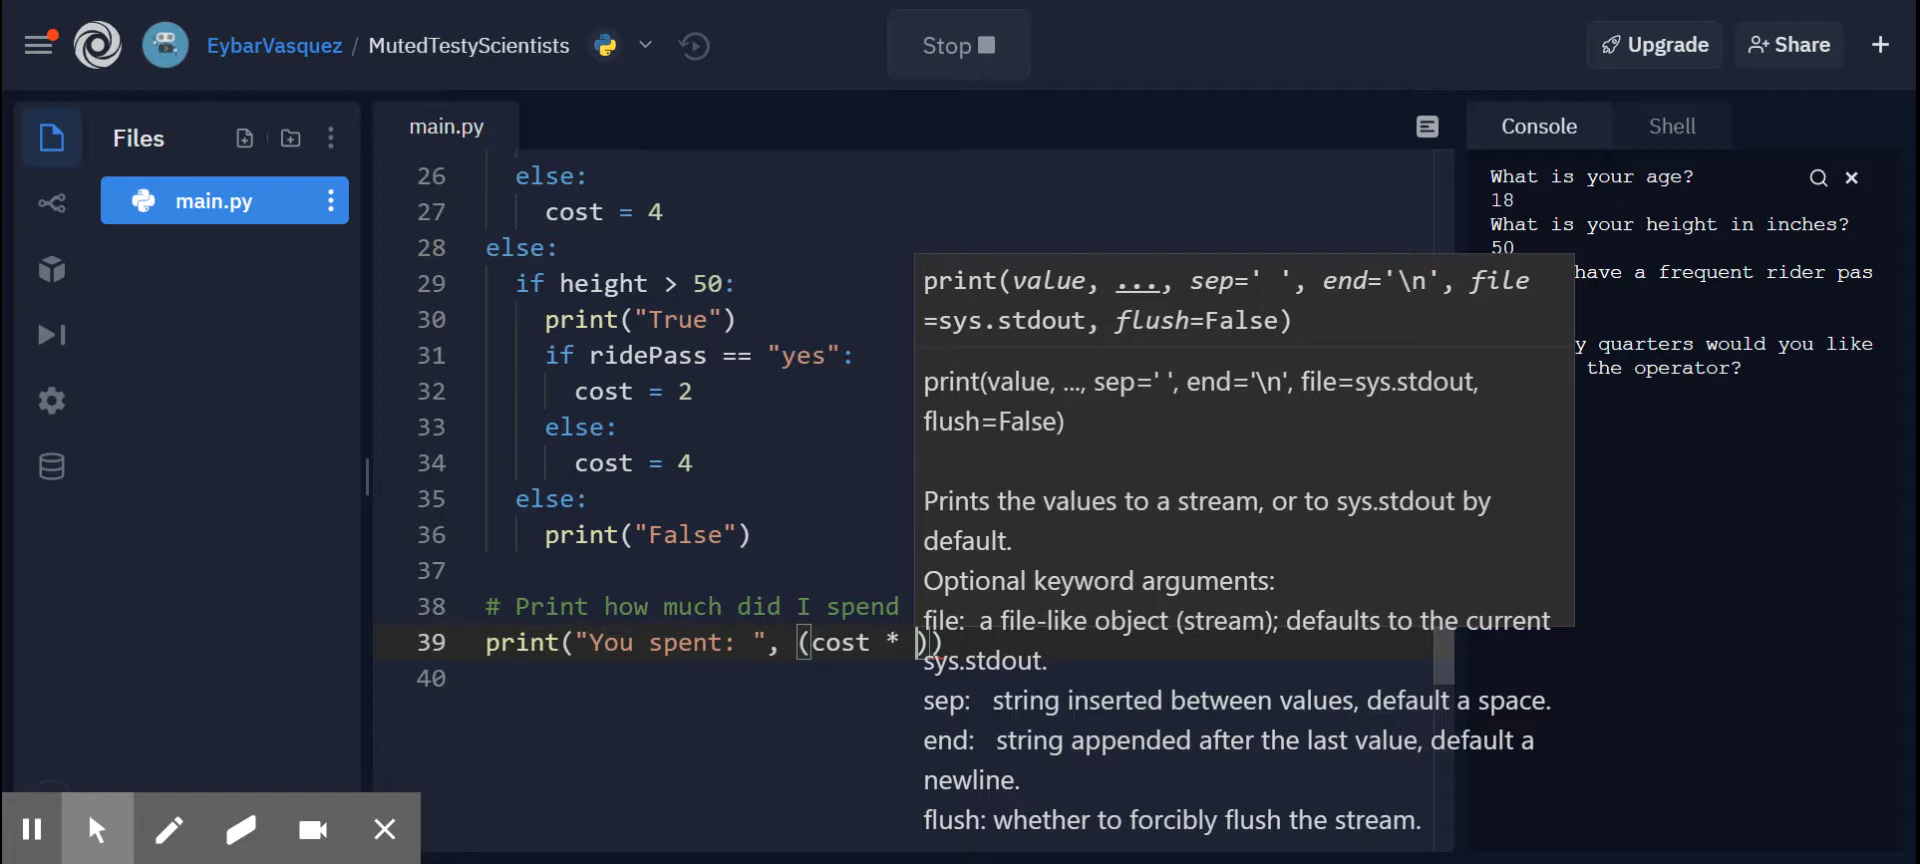 EybarVasquez / MutedTestyScientists
Stop
Upgrade
Share
Files
main.py
main.py
26 else:
27 cost = 4
28 else:
29 if height > 50:
30 print("True")
31 if ridePass == "yes":
32 cost = 2
33 else:
34 cost = 4
35 else:
36 print("False")
37
38 # Print how much did I spend
39 print("You spent: ", (cost * ))
40
print(value, ..., sep=' ', end='\n', file
=sys.stdout, flush=False)
print(value, ..., sep=' ', end='\n', file=sys.stdout,
flush=False)
Prints the values to a stream, or to sys.stdout by
default.
Optional keyword arguments:
file: a file-like object (stream); defaults to the current
sys.stdout.
sep: string inserted between values, default a space.
end: string appended after the last value, default a
newline.
flush: whether to forcibly flush the stream.
Console
Shell
What is your age?
18
What is your height in inches?
50
have a frequent rider pas
y quarters would you like
the operator?